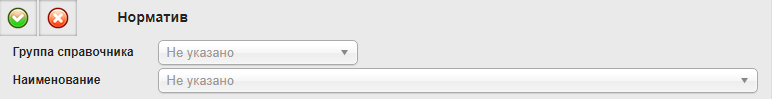 Норматив
Группа справочника Не указано
Наименование Не указано